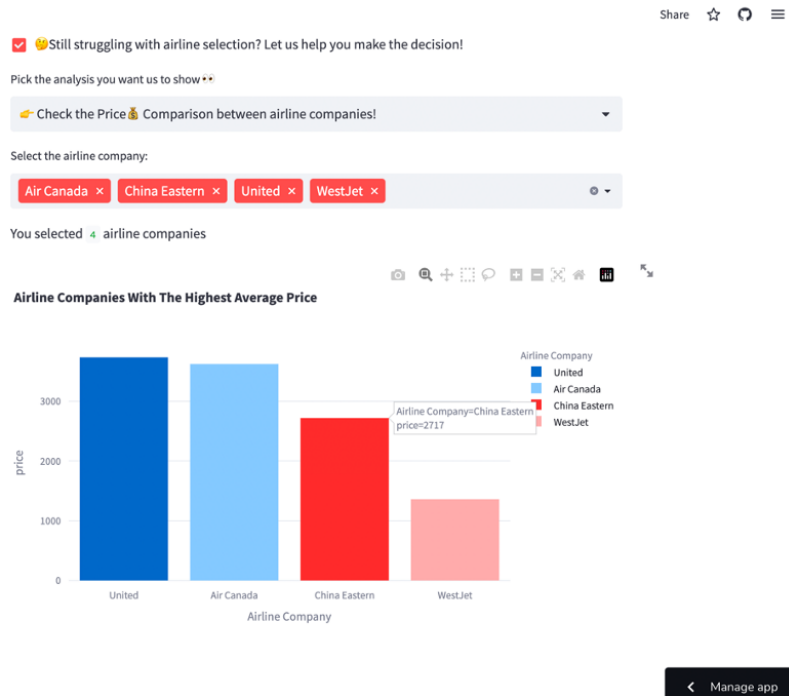 Share
🤔Still struggling with airline selection? Let us help you make the decision!
Pick the analysis you want us to show👀
👉 Check the Price💰 Comparison between airline companies!
Select the airline company:
Air Canada × China Eastern × United × WestJet ×
You selected 4 airline companies
Airline Companies With The Highest Average Price
Airline Company
United
Air Canada
China Eastern
WestJet
Airline Company=China Eastern
price=2717
price
3000
2000
1000
0
United Air Canada China Eastern WestJet
Airline Company
Manage app